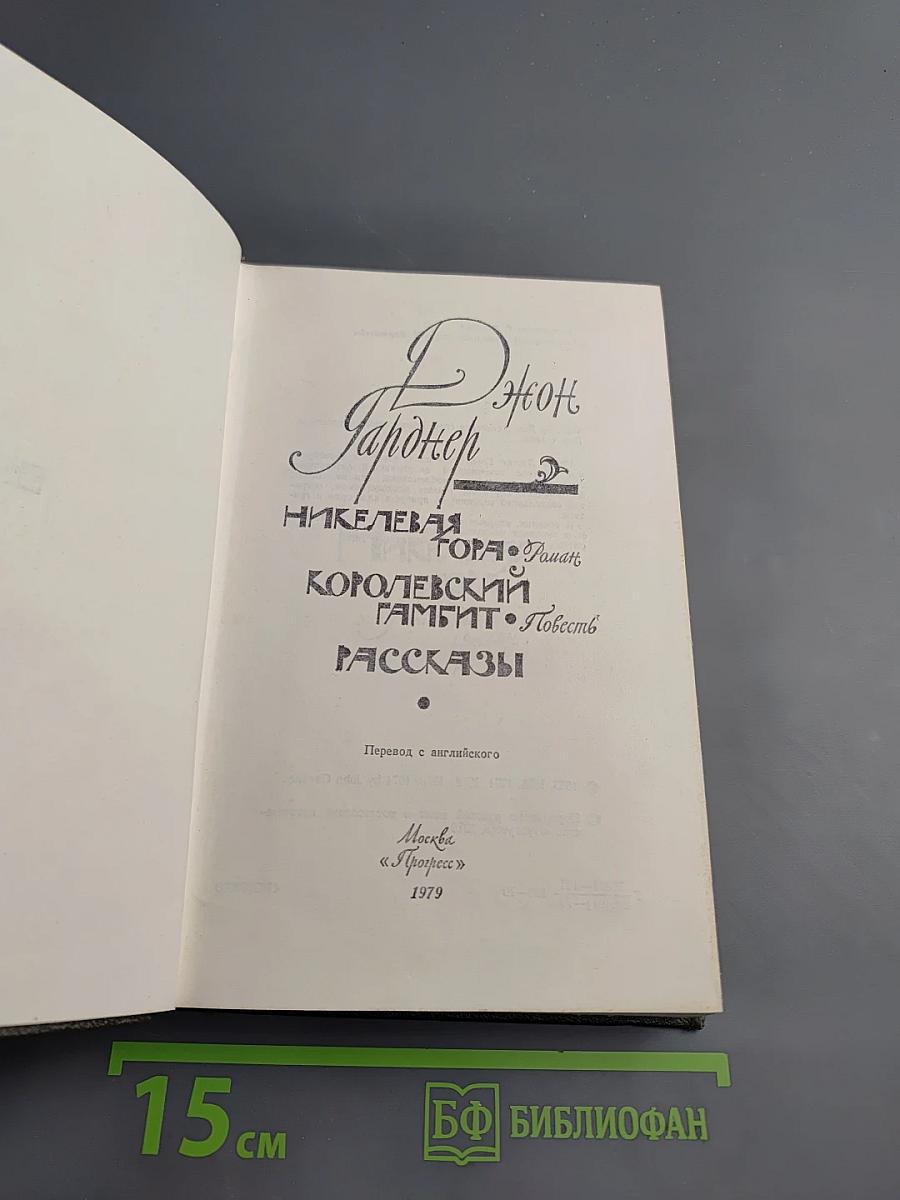 Джон
Гарднер
НИКЕЛЕВАЯ
ГОРА • Роман
КОРОЛЕВСКИЙ
ГАМБИТ • Повесть
РАССКАЗЫ
Перевод с английского
Москва
«Прогресс»
1979
15 см
БФ БИБЛИОФАН